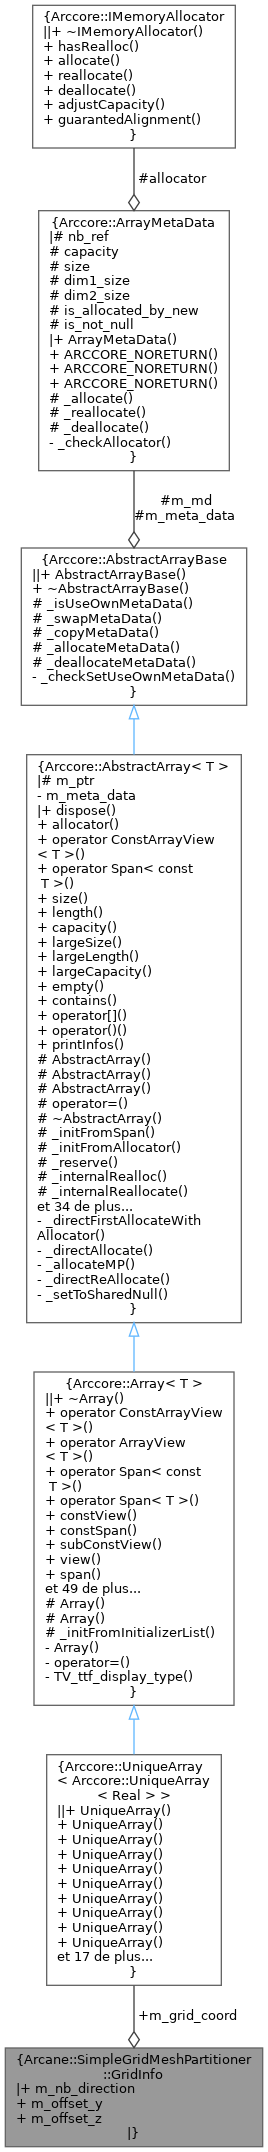 {Arccore::IMemoryAllocator
||+ ~IMemoryAllocator()
+ hasRealloc()
+ allocate()
+ reallocate()
+ deallocate()
+ adjustCapacity()
+ guarantedAlignment()
}
#allocator
{Arccore::ArrayMetaData
|# nb_ref
# capacity
# size
# dim1_size
# dim2_size
# is_allocated_by_new
# is_not_null
|+ ArrayMetaData()
+ ARCCORE_NORETURN()
+ ARCCORE_NORETURN()
+ ARCCORE_NORETURN()
# _allocate()
# _reallocate()
# _deallocate()
- _checkAllocator()
}
#m_md
#m_meta_data
{Arccore::AbstractArrayBase
||+ AbstractArrayBase()
+ ~AbstractArrayBase()
# _isUseOwnMetaData()
# _swapMetaData()
# _copyMetaData()
# _allocateMetaData()
# _deallocateMetaData()
- _checkSetUseOwnMetaData()
}
{Arccore::AbstractArray< T >
|# m_ptr
- m_meta_data
|+ dispose()
+ allocator()
+ operator ConstArrayView
< T >()
+ operator Span< const
T >()
+ size()
+ length()
+ capacity()
+ largeSize()
+ largeLength()
+ largeCapacity()
+ empty()
+ contains()
+ operator[]()
+ operator()()
+ printInfos()
# AbstractArray()
# AbstractArray()
# AbstractArray()
# operator=()
# ~AbstractArray()
# _initFromSpan()
# _initFromAllocator()
# _reserve()
# _internalRealloc()
# _internalReallocate()
et 34 de plus...
- _directFirstAllocateWith
Allocator()
- _directAllocate()
- _allocateMP()
- _directReAllocate()
- _setToSharedNull()
}
{Arccore::Array< T >
||+ ~Array()
+ operator ConstArrayView
< T >()
+ operator ArrayView
< T >()
+ operator Span< const
T >()
+ operator Span< T >()
+ constView()
+ constSpan()
+ subConstView()
+ view()
+ span()
et 49 de plus...
# Array()
# Array()
# _initFromInitializerList()
- Array()
- operator=()
- TV_ttf_display_type()
}
{Arccore::UniqueArray
< Arccore::UniqueArray
< Real > >
||+ UniqueArray()
+ UniqueArray()
+ UniqueArray()
+ UniqueArray()
+ UniqueArray()
+ UniqueArray()
+ UniqueArray()
+ UniqueArray()
+ UniqueArray()
+ UniqueArray()
et 17 de plus...
}
+m_grid_coord
{Arcane::SimpleGridMeshPartitioner
::GridInfo
|+ m_nb_direction
+ m_offset_y
+ m_offset_z
|}